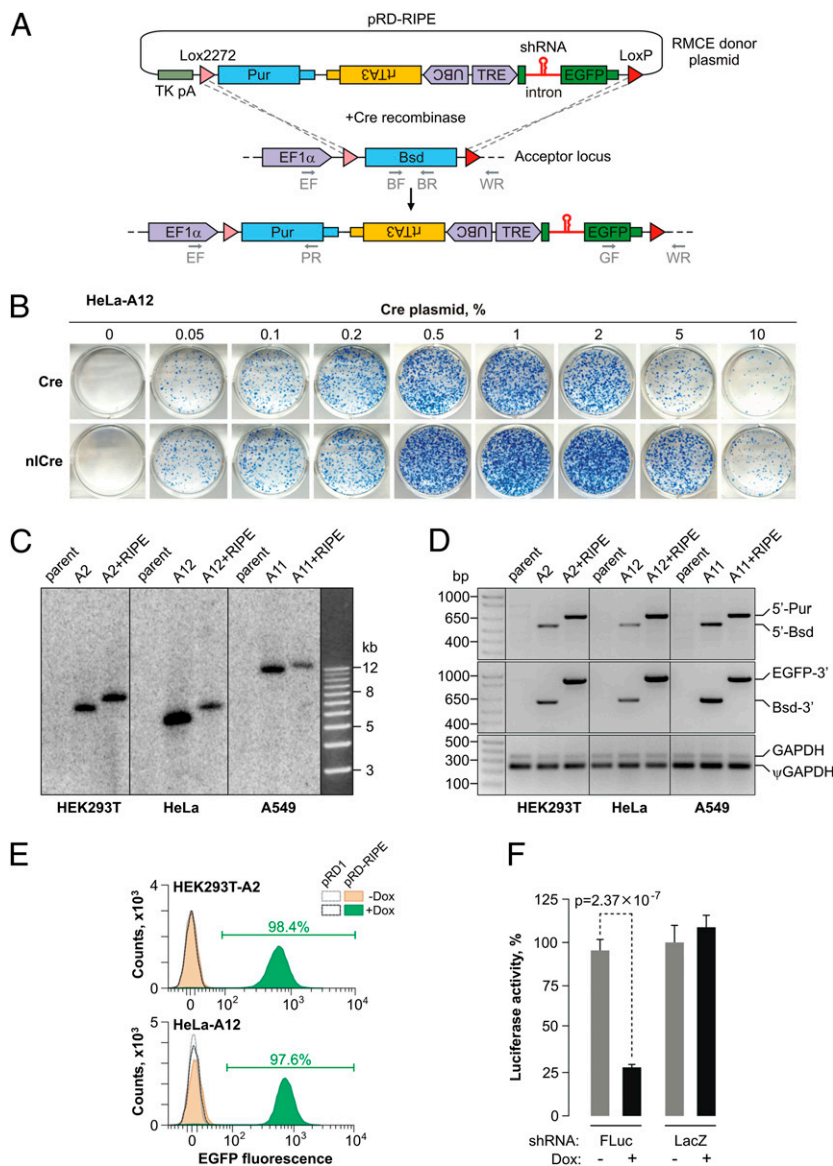 A
pRD-RIPE
Lox2272
shRNA
LoxP
RMCE donor
plasmid
Pur
rtTA3
UBC
TRE
EGFP
TK pA
intron
+Cre recombinase
EF1α
Bsd
Acceptor locus
EF
BF
BR
WR
EF1α
Pur
rtTA3
UBC
TRE
EGFP
EF
PR
GF
WR
B
HeLa-A12
Cre plasmid, %
0 0.05 0.1 0.2 0.5 1 2 5 10
Cre
nlCre
C
parent A2 A2+RIPE parent A12 A12+RIPE parent A11 A11+RIPE
kb
12
8
5
3
HEK293T HeLa A549
D
parent A2 A2+RIPE parent A12 A12+RIPE parent A11 A11+RIPE
bp
1000
650
400
5'-Pur
5'-Bsd
1000
650
400
EGFP-3'
Bsd-3'
500
300
100
GAPDH
ψGAPDH
HEK293T HeLa A549
E
pRD1
pRD-RIPE
-Dox
+Dox
HEK293T-A2
Counts, x10³
4
2
0
98.4%
0 10² 10³ 10⁴
HeLa-A12
Counts, x10³
5
4
3
2
1
0
97.6%
0 10² 10³ 10⁴
EGFP fluorescence
F
Luciferase activity, %
125
100
75
50
25
0
p=2.37×10⁻⁷
shRNA: FLuc LacZ
Dox: - + - +